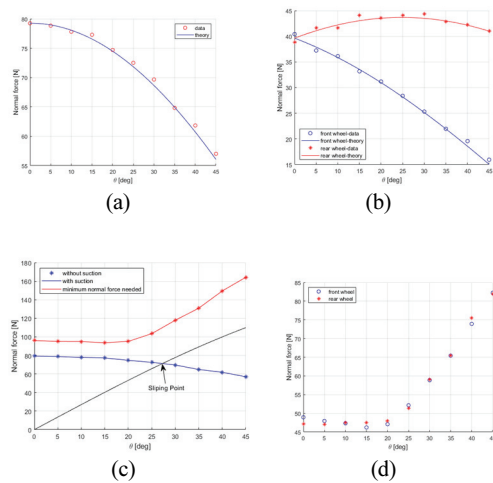 80
75
70
65
60
55
Normal force [N]
data
theory
0 5 10 15 20 25 30 35 40 45
θ [deg]
(a)
45
40
35
30
25
20
15
Normal force [N]
front wheel-data
front wheel-theory
rear wheel-data
rear wheel-theory
0 5 10 15 20 25 30 35 40 45
θ [deg]
(b)
180
160
140
120
100
80
60
40
20
0
Normal force [N]
without suction
with suction
minimum normal force needed
Sliping Point
0 5 10 15 20 25 30 35 40 45
θ [deg]
(c)
85
80
75
70
65
60
55
50
45
Normal force [N]
front wheel
rear wheel
0 5 10 15 20 25 30 35 40 45
θ [deg]
(d)